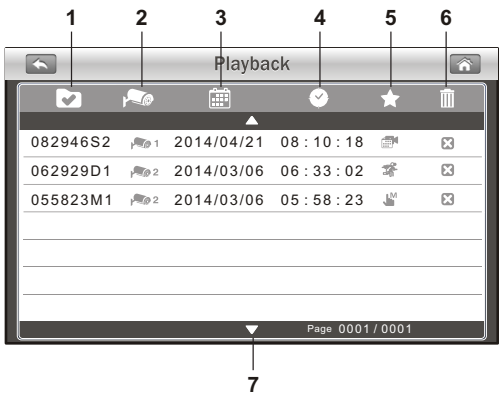 1 2 3 4 5 6
Playback
082946S2 1 2014/04/21 08:10:18
062929D1 2 2014/03/06 06:33:02
055823M1 2 2014/03/06 05:58:23 M
Page 0001/0001
7